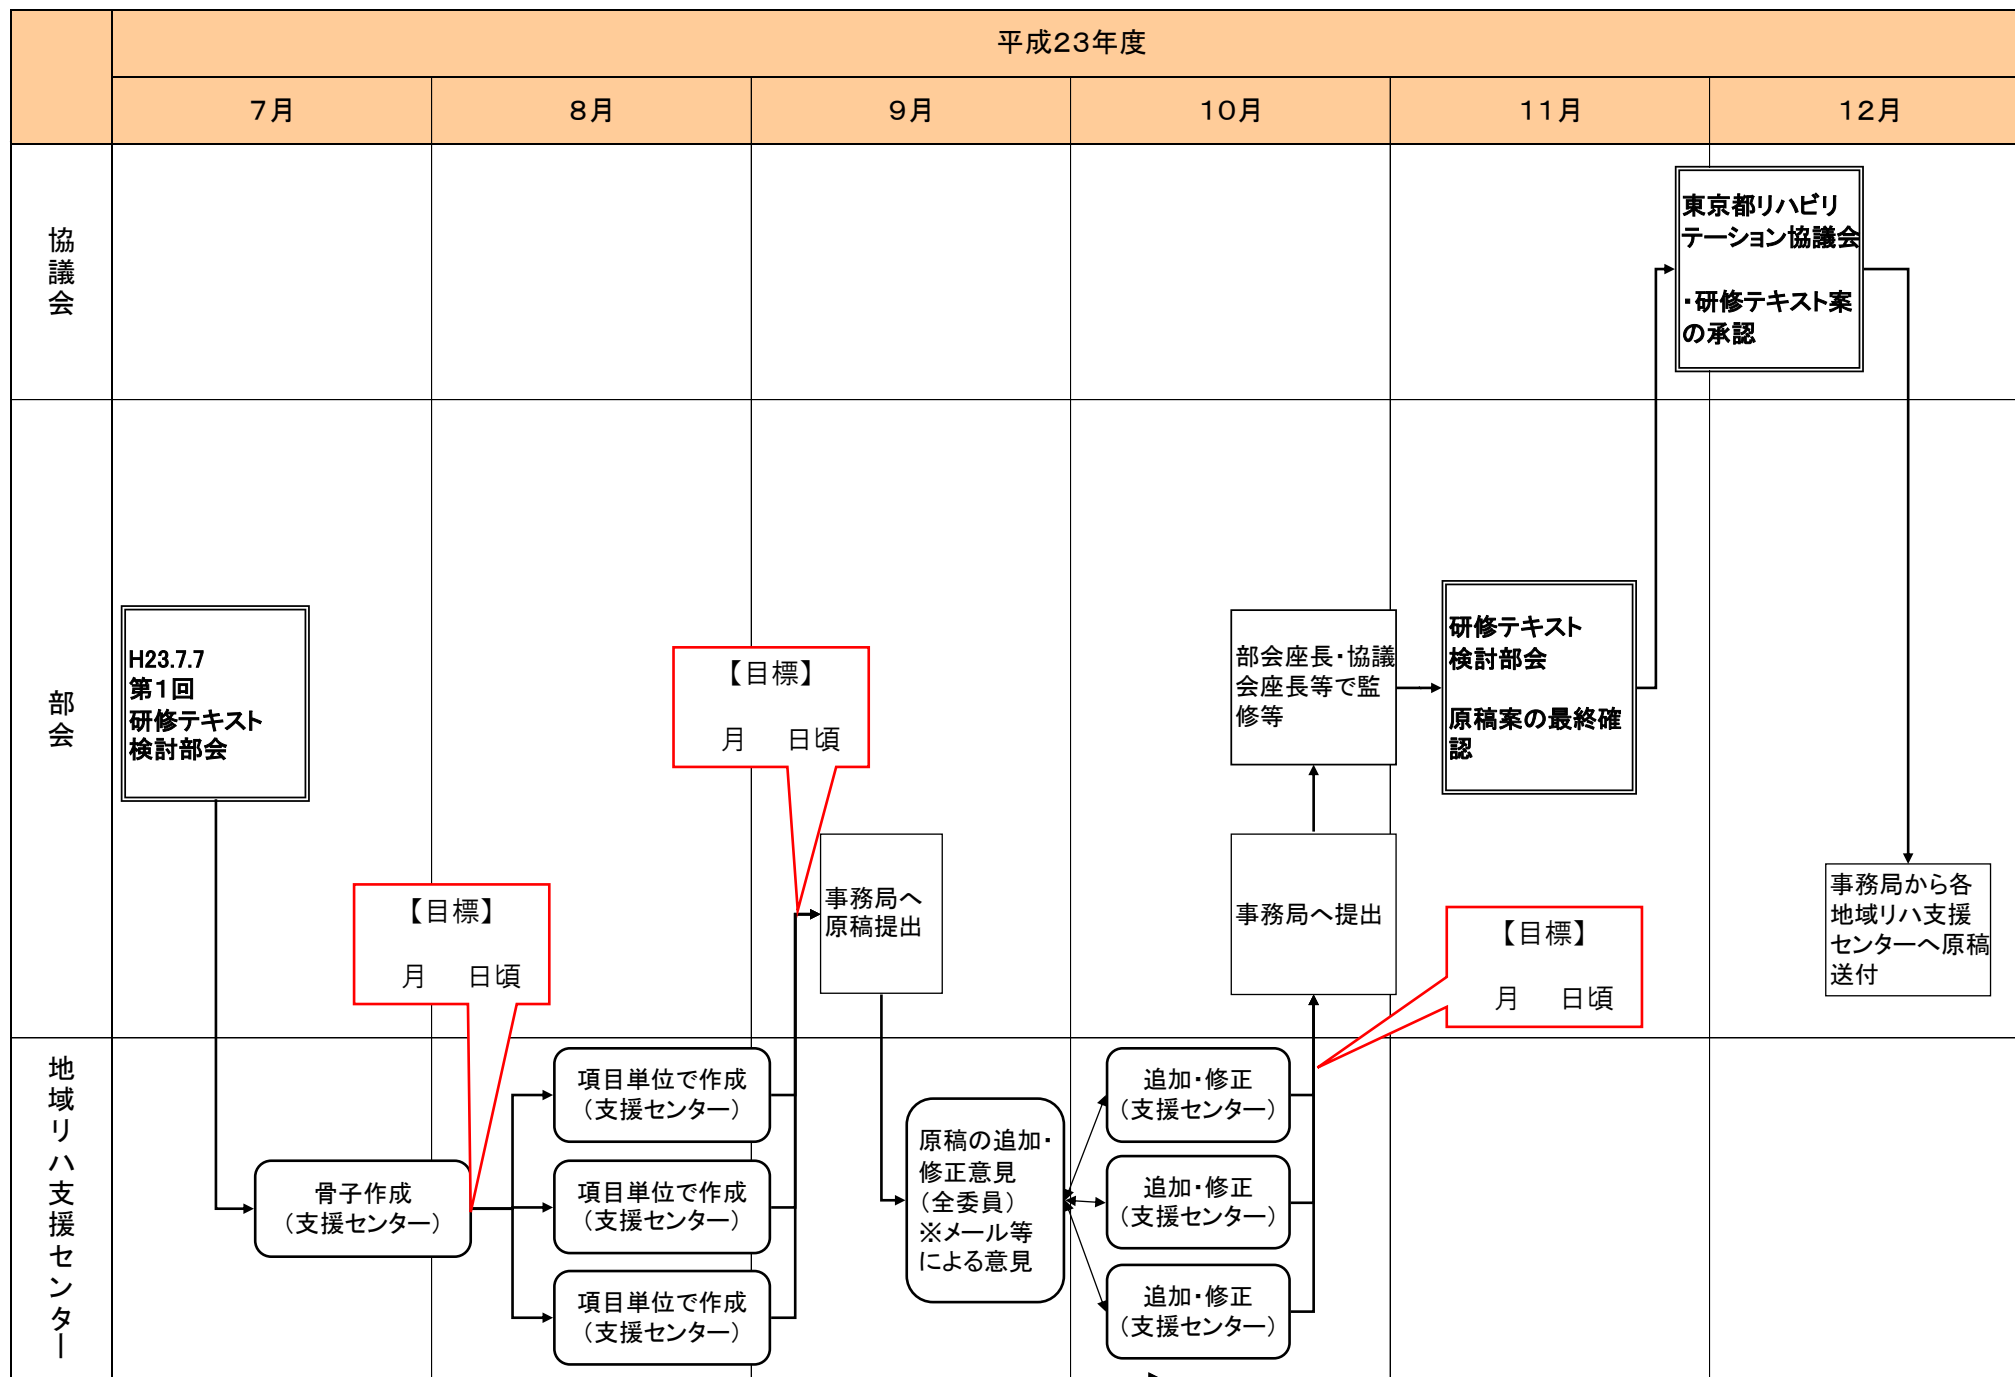 平成23年度
7月
8月
9月
10月
11月
12月
協議会
東京都リハビリ
テーション協議会
・研修テキスト案
の承認
部会
H23.7.7
第1回
研修テキスト
検討部会
【目標】
月　日頃
【目標】
月　日頃
事務局へ
原稿提出
部会座長・協議
会座長等で監
修等
事務局へ提出
研修テキスト
検討部会
原稿案の最終確
認
【目標】
月　日頃
事務局から各
地域リハ支援
センターへ原稿
送付
地域リハ支援センター
骨子作成
（支援センター）
項目単位で作成
（支援センター）
項目単位で作成
（支援センター）
項目単位で作成
（支援センター）
原稿の追加・
修正意見
（全委員）
※メール等
による意見
追加・修正
（支援センター）
追加・修正
（支援センター）
追加・修正
（支援センター）